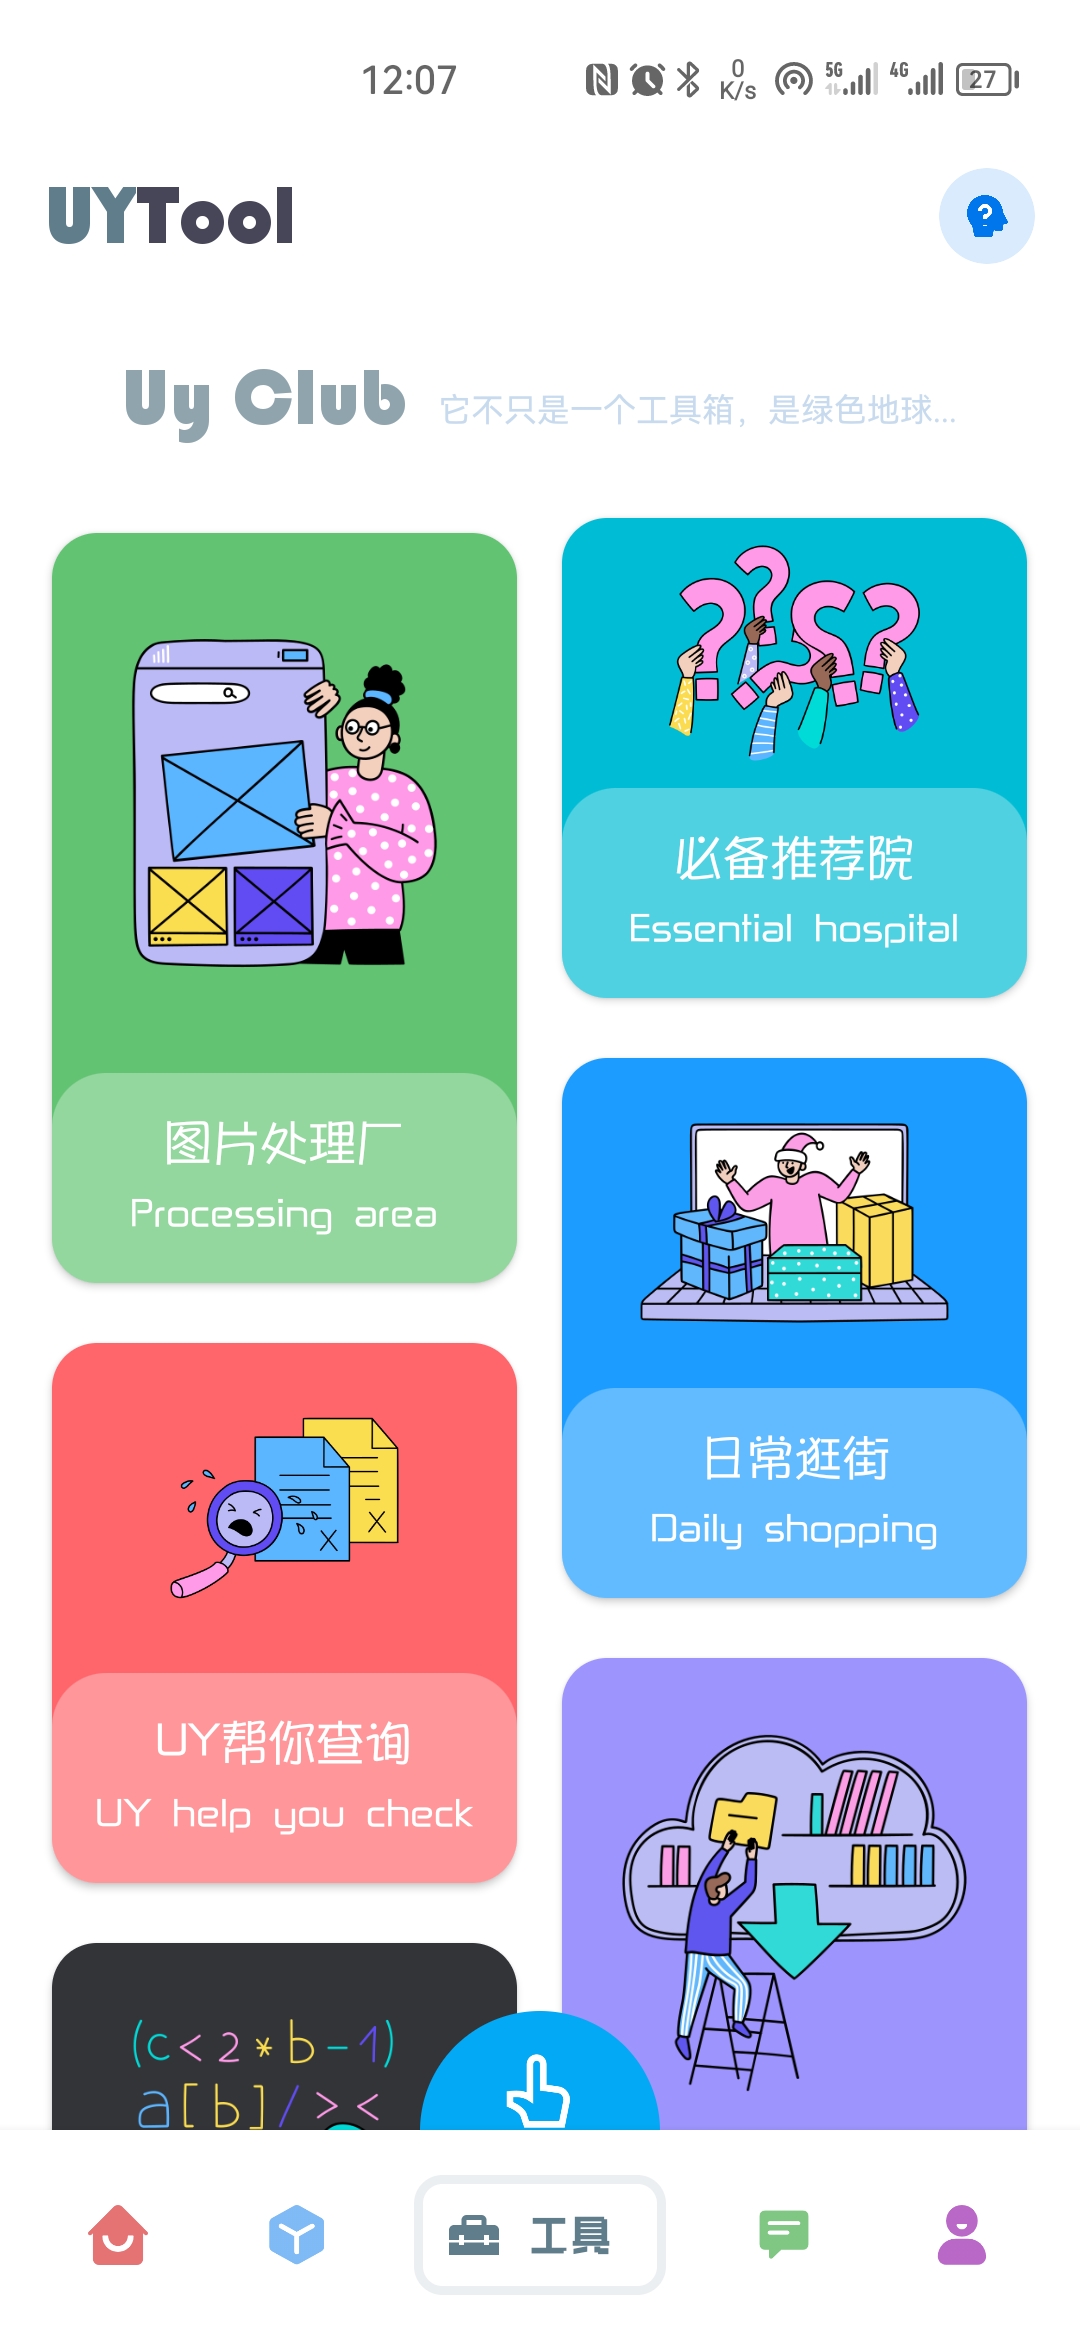 12:07
0
K/s
5G
4G
27
UYTool
Uy Club 它不只是一个工具箱，是绿色地球...
必备推荐院
Essential hospital
图片处理厂
Processing area
日常逛街
Daily shopping
UY帮你查询
UY help you check
(c<2*b-1)
a[b]/><
工具